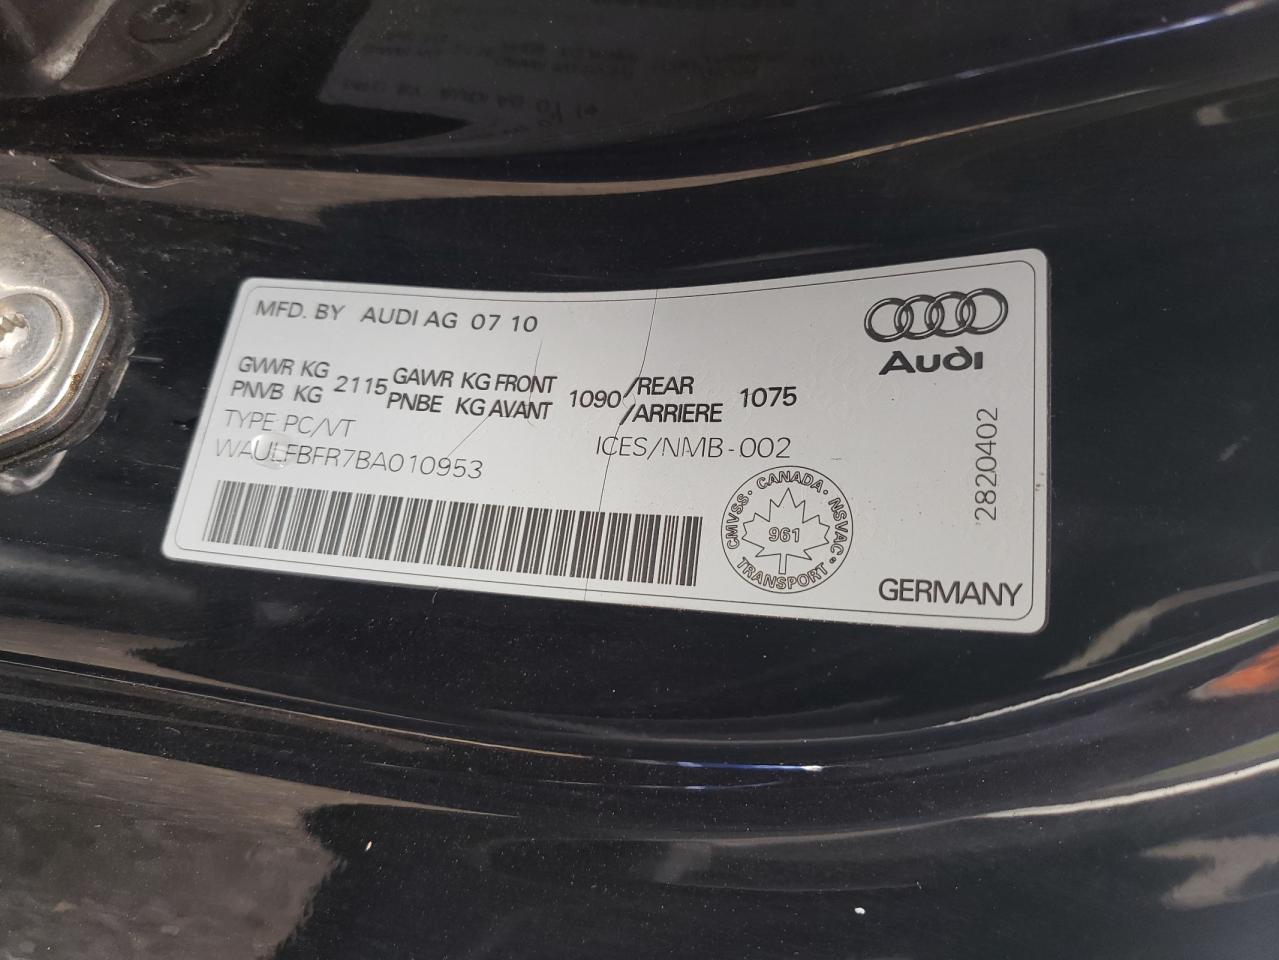 MFD. BY AUDI AG 07 10
Audi
GVWR KG 2115 GAWR KG FRONT 1090 /REAR 1075
PNVB KG PNBE KG AVANT /ARRIERE
TYPE PC/VT
WAULFBFR7BA010953
ICES/NMB-002
2820402
CMVSS. · CANADA · NSVAC
961
TRANSPORT
GERMANY